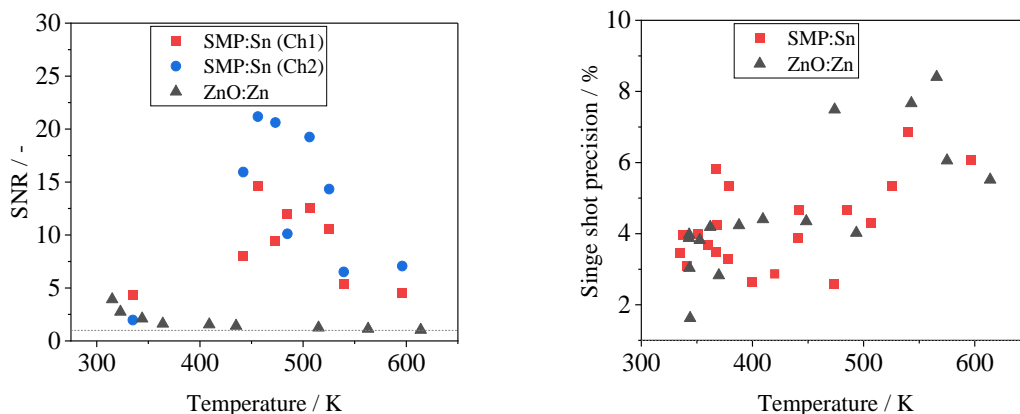 30
25
20
15
10
5
0
SNR / -
SMP:Sn (Ch1)
SMP:Sn (Ch2)
ZnO:Zn
300
400
500
600
Temperature / K
10
8
6
4
2
Singe shot precision / %
SMP:Sn
ZnO:Zn
300
400
500
600
Temperature / K